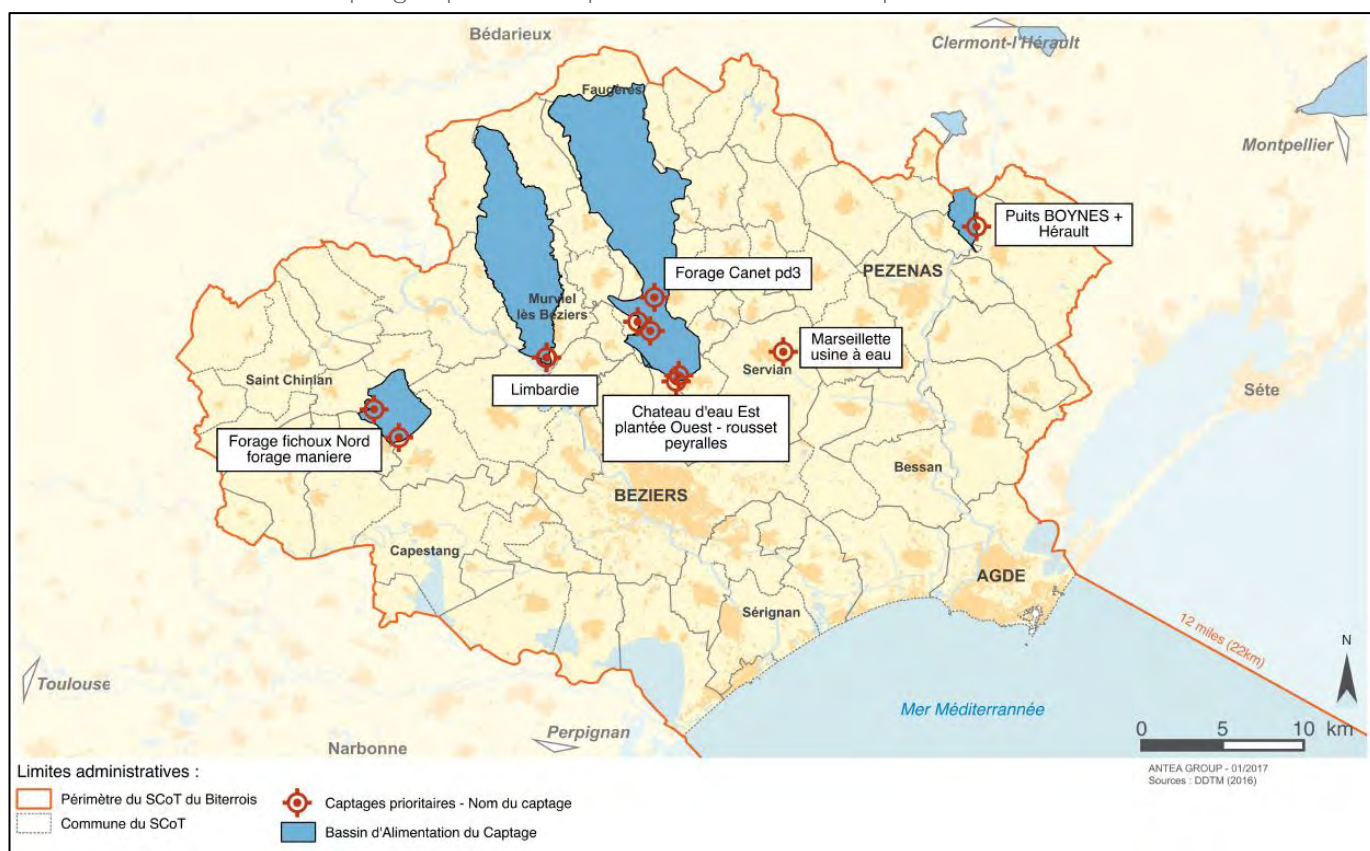 Bédarieux
Clermont-l'Hérault
Faugères
Montpellier
Puits BOYNES +
Hérault
PEZENAS
Forage Canet pd3
Murviel
lès Béziers
Marseillette
usine à eau
Servian
Saint Chinian
Limbardie
Séte
Chateau d'eau Est
plantée Ouest - rousset
peyralles
Forage fichoux Nord
forage maniere
Bessan
BEZIERS
Capestang
AGDE
Sérignan
12 miles (22km)
N
Toulouse
Mer Méditerrannée
Perpignan
Narbonne
0 5 10 km
ANTEA GROUP - 01/2017
Sources : DDTM (2016)
Limites administratives :
Périmètre du SCoT du Biterrois
Commune du SCoT
Captages prioritaires - Nom du captage
Bassin d'Alimentation du Captage